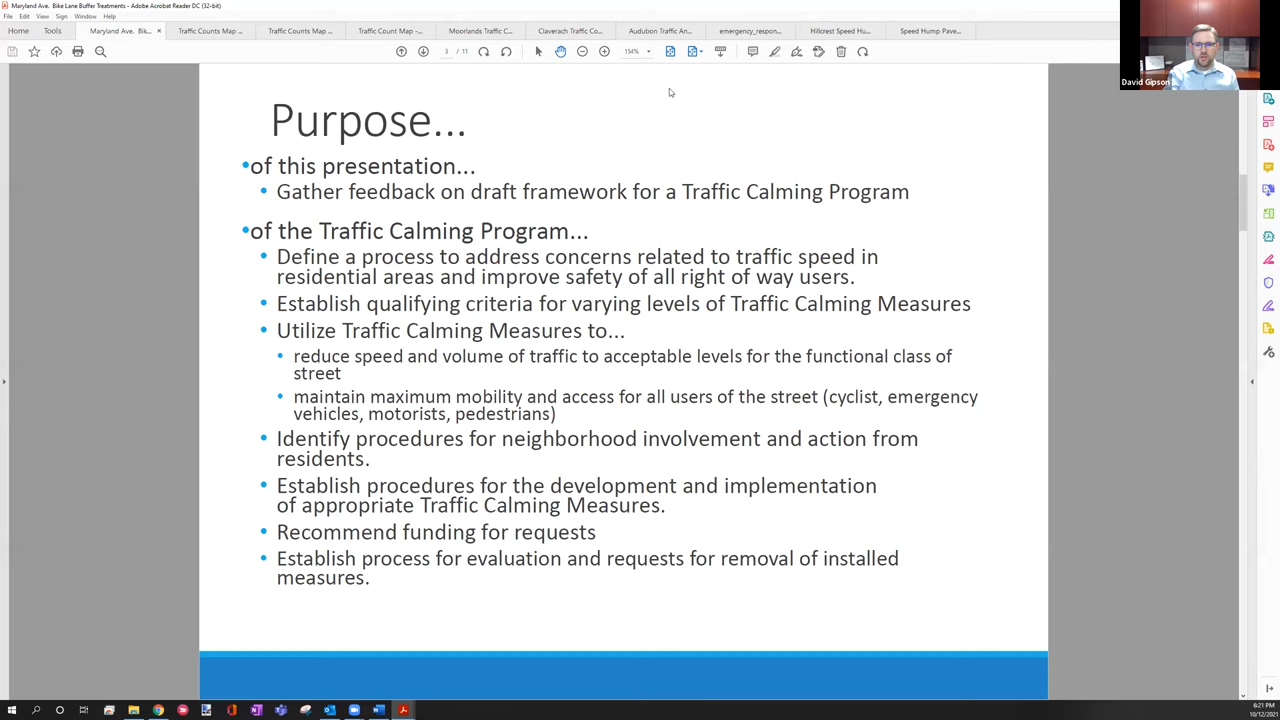 Maryland Ave. Bike Lane Buffer Treatments - Adobe Acrobat Reader DC (32-bit)
File Edit View Sign Window Help
Home Tools Maryland Ave. Bik... × Traffic Counts Map ... Traffic Counts Map ... Traffic Count Map -... Moorlands Traffic C... Claverach Traffic Co... Audubon Traffic An... emergency_respon... Hillcrest Speed Hu... Speed Hump Pave...
3 / 11 154%
David Gipson
Purpose...
•of this presentation...
• Gather feedback on draft framework for a Traffic Calming Program
•of the Traffic Calming Program...
• Define a process to address concerns related to traffic speed in
residential areas and improve safety of all right of way users.
• Establish qualifying criteria for varying levels of Traffic Calming Measures
• Utilize Traffic Calming Measures to...
• reduce speed and volume of traffic to acceptable levels for the functional class of
street
• maintain maximum mobility and access for all users of the street (cyclist, emergency
vehicles, motorists, pedestrians)
• Identify procedures for neighborhood involvement and action from
residents.
• Establish procedures for the development and implementation
of appropriate Traffic Calming Measures.
• Recommend funding for requests
• Establish process for evaluation and requests for removal of installed
measures.
6:21 PM
10/12/2021